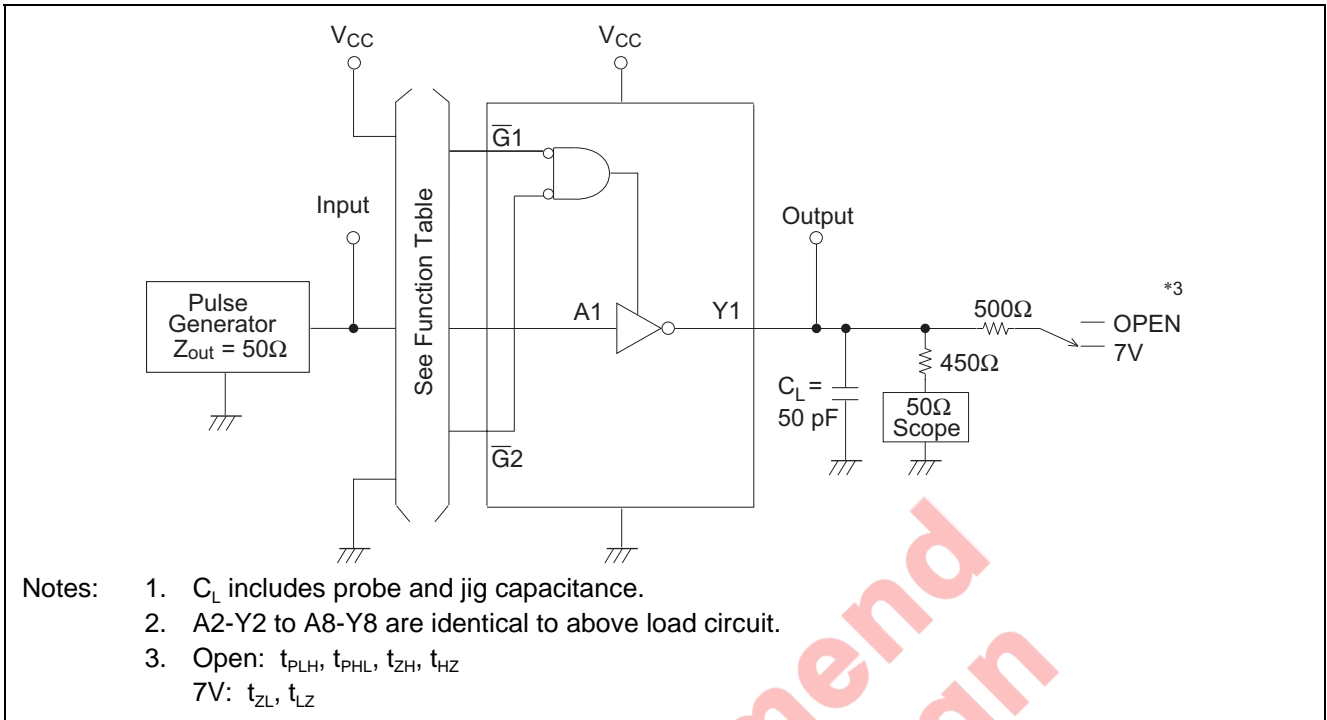 VCC
VCC
G1
Input
See Function Table
Output
Pulse
Generator
Zout = 50Ω
A1
Y1
500Ω
*3
OPEN
7V
450Ω
CL =
50 pF
50Ω
Scope
G2
Notes: 1. CL includes probe and jig capacitance.
2. A2-Y2 to A8-Y8 are identical to above load circuit.
3. Open: tPLH, tPHL, tZH, tHZ
7V: tZL, tLZ